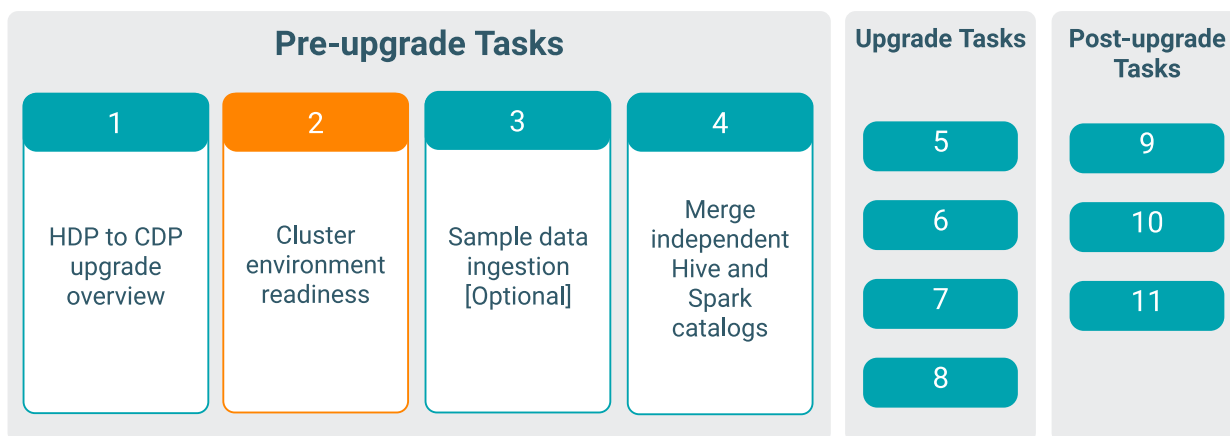 Pre-upgrade Tasks
1
HDP to CDP
upgrade
overview
2
Cluster
environment
readiness
3
Sample data
ingestion
[Optional]
4
Merge
independent
Hive and
Spark
catalogs
Upgrade Tasks
5
6
7
8
Post-upgrade
Tasks
9
10
11